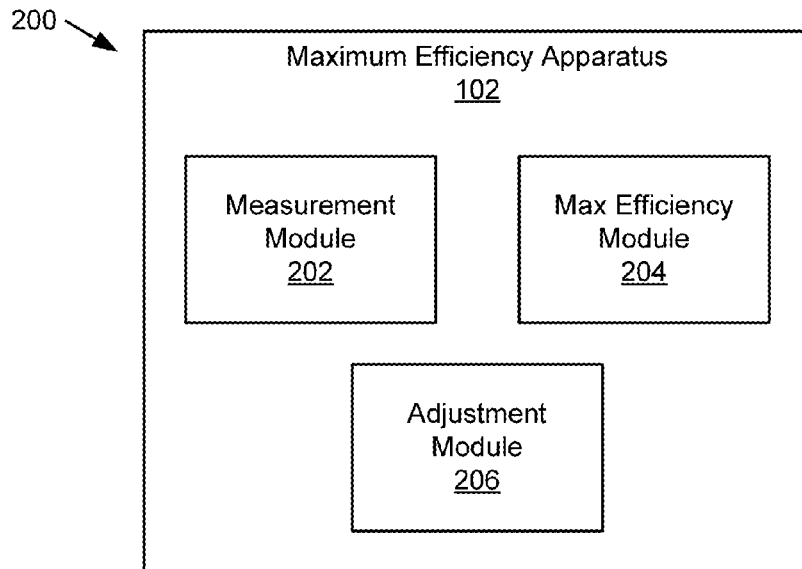 200
Maximum Efficiency Apparatus
102
Measurement
Module
202
Max Efficiency
Module
204
Adjustment
Module
206